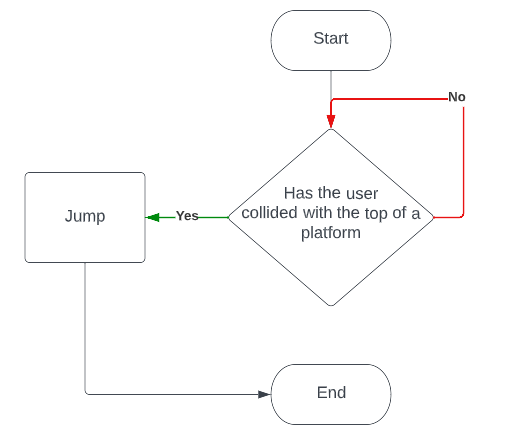 Start
No
Has the user
collided with the top of a
platform
Yes
Jump
End